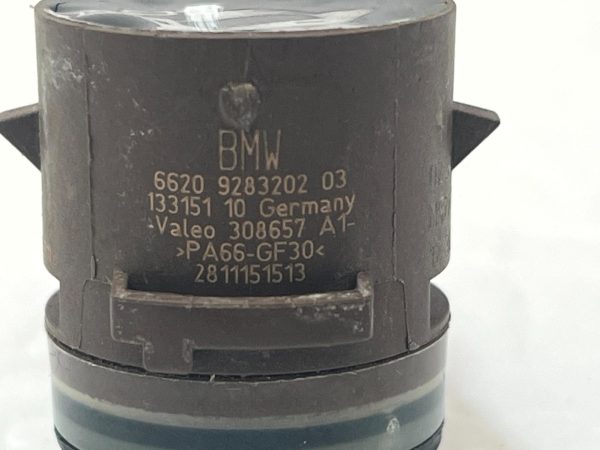 BMW
6620 9283202 03
133151 10 Germany
-Valeo 308657 A1-
>PA66-GF30<
2811151513